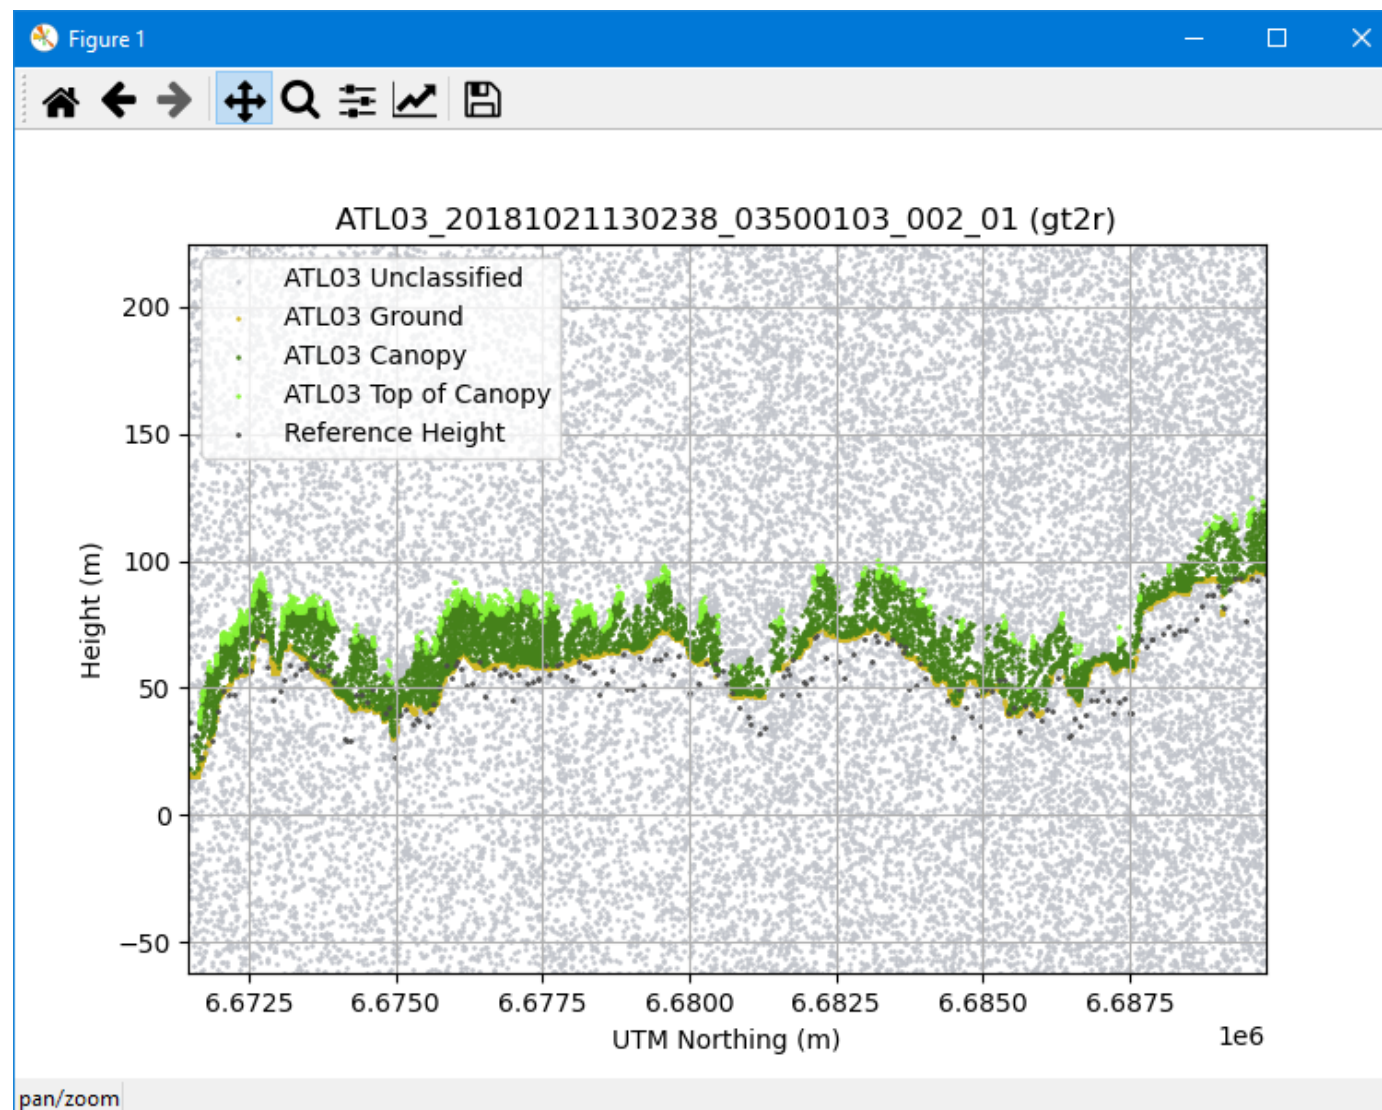 Figure 1
ATL03_20181021130238_03500103_002_01 (gt2r)
ATL03 Unclassified
ATL03 Ground
ATL03 Canopy
ATL03 Top of Canopy
Reference Height
200
150
100
50
0
−50
Height (m)
6.6725 6.6750 6.6775 6.6800 6.6825 6.6850 6.6875
UTM Northing (m)
1e6
pan/zoom